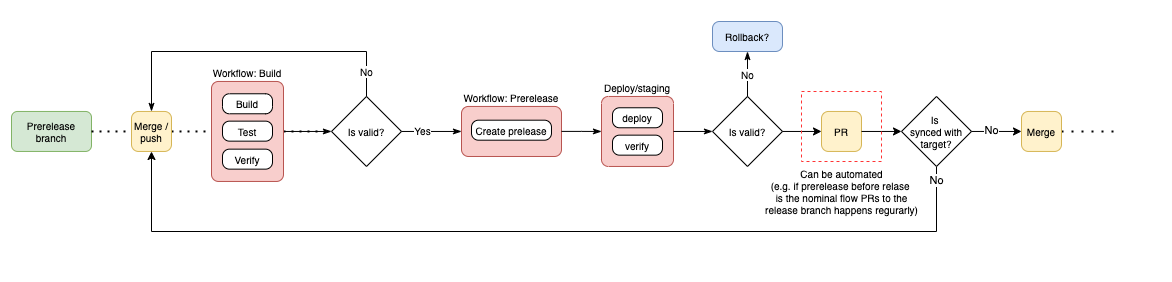 Rollback?
No
Workflow: Build
No
Deploy/staging
Workflow: Prerelease
Build
Prerelease
branch
Merge /
push
Test
Is valid?
Yes
Create prelease
deploy
Is valid?
PR
Is
synced with
target?
No
Merge
Verify
verify
Can be automated
(e.g. if prerelease before relase
is the nominal flow PRs to the
release branch happens regurarly)
No